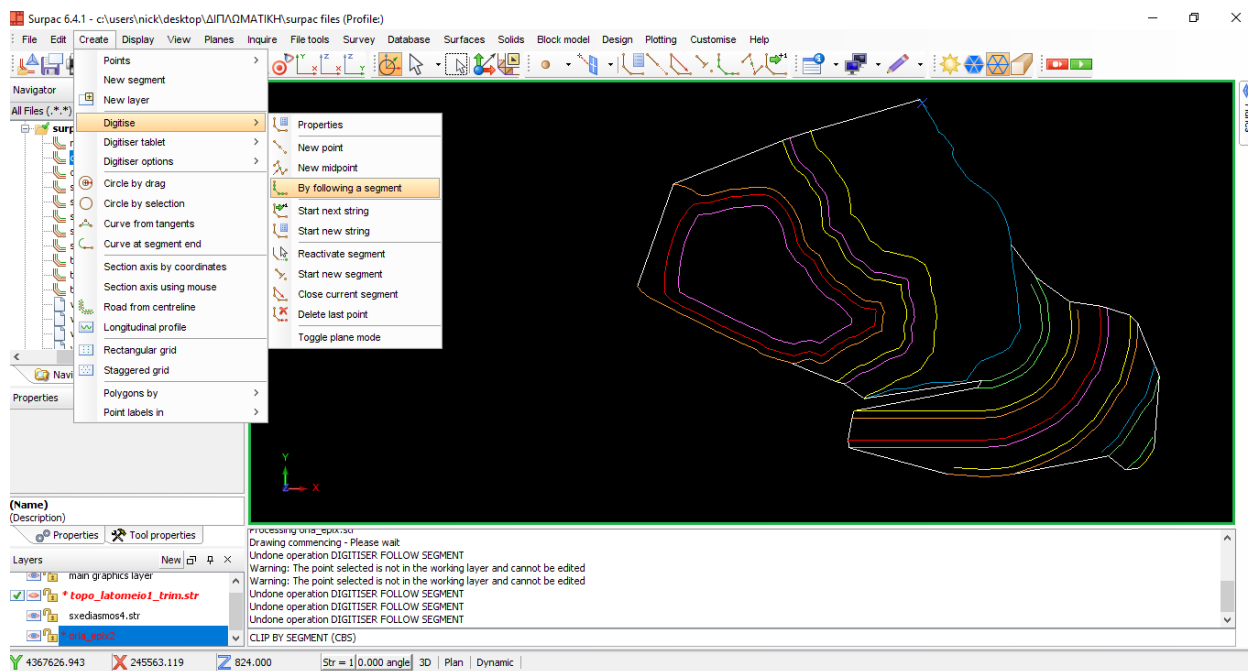 Surpac 6.4.1 - c:\users\nick\desktop\ΔΙΠΛΩΜΑΤΙΚΗ\surpac files (Profile:)
File Edit Create Display View Planes Inquire File tools Survey Database Surfaces Solids Block model Design Plotting Customise Help
Navigator
All Files (.*.*)
Points
New segment
New layer
Digitise
Digitiser tablet
Digitiser options
Circle by drag
Circle by selection
Curve from tangents
Curve at segment end
Section axis by coordinates
Section axis using mouse
Road from centreline
Longitudinal profile
Rectangular grid
Staggered grid
Polygons by
Point labels in
Properties
New point
New midpoint
By following a segment
Start next string
Start new string
Reactivate segment
Start new segment
Close current segment
Delete last point
Toggle plane mode
Navi
Properties
Y
X
Z
(Name)
(Description)
Properties Tool properties
Layers New
main graphics layer
* topo_latomeio1_trim.str
sxediasmos4.str
* oria_epix2
Processing oria_epix.str
Drawing commencing - Please wait
Undone operation DIGITISER FOLLOW SEGMENT
Warning: The point selected is not in the working layer and cannot be edited
Warning: The point selected is not in the working layer and cannot be edited
Undone operation DIGITISER FOLLOW SEGMENT
Undone operation DIGITISER FOLLOW SEGMENT
Undone operation DIGITISER FOLLOW SEGMENT
CLIP BY SEGMENT (CBS)
Y 4367626.943 X 245563.119 Z 824.000 Str = 1 0.000 angle 3D Plan Dynamic